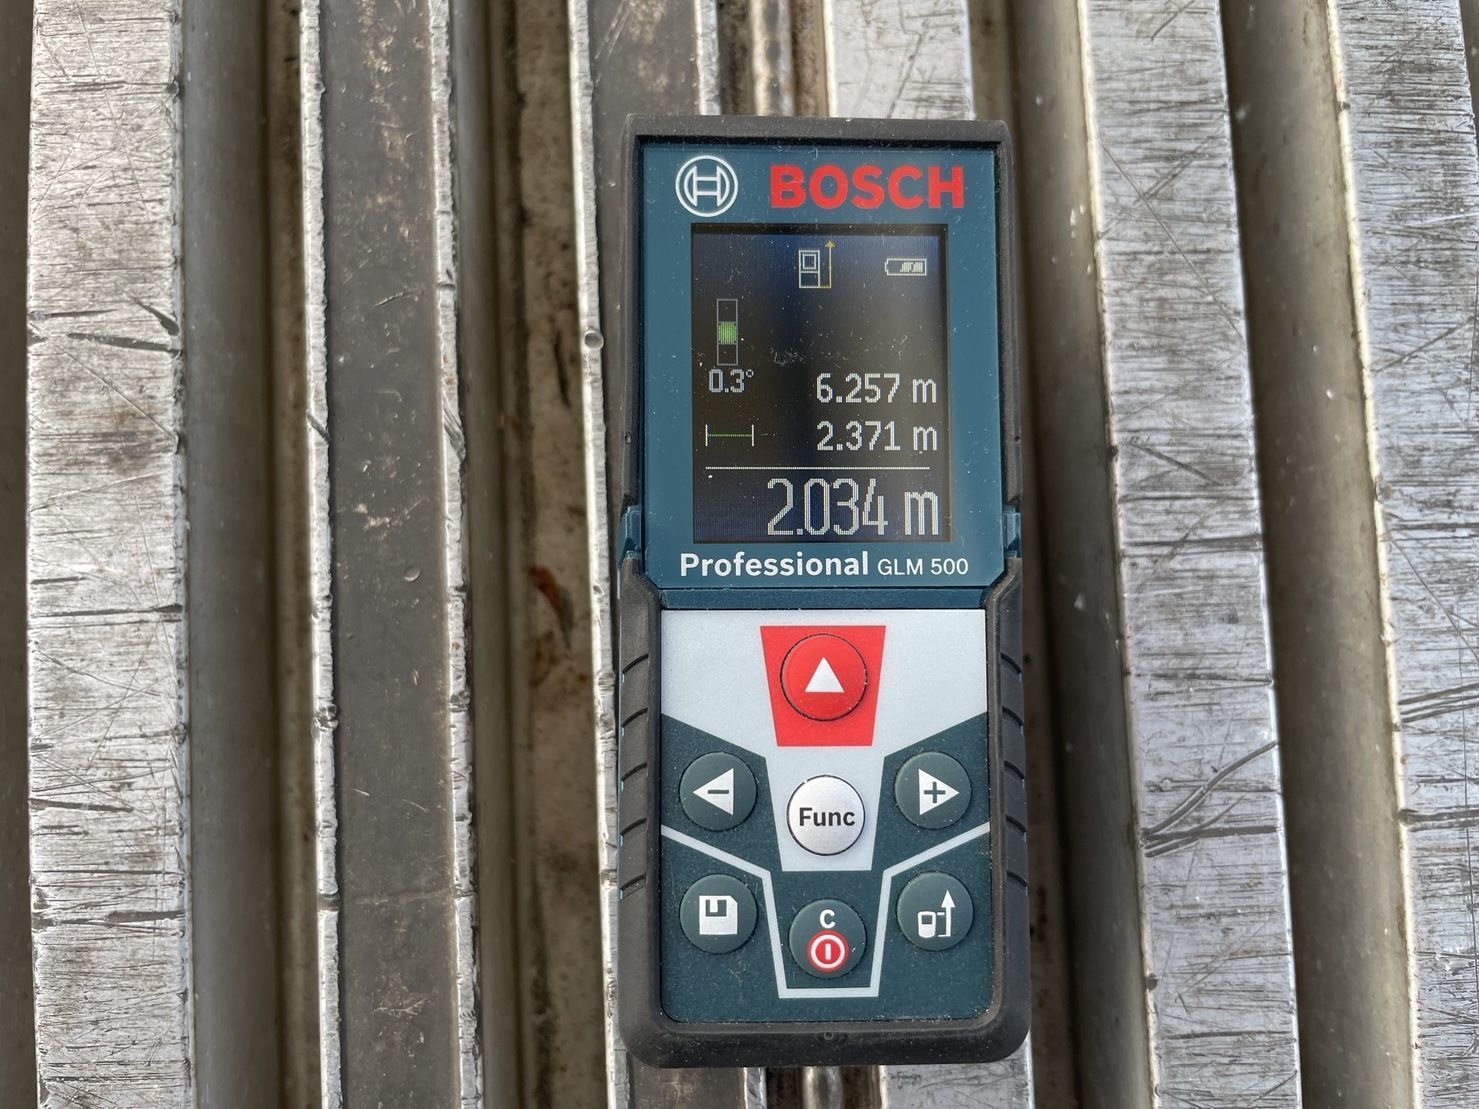 BOSCH
0.3°
6.257 m
2.371 m
2.034 m
Professional GLM 500
Func
C